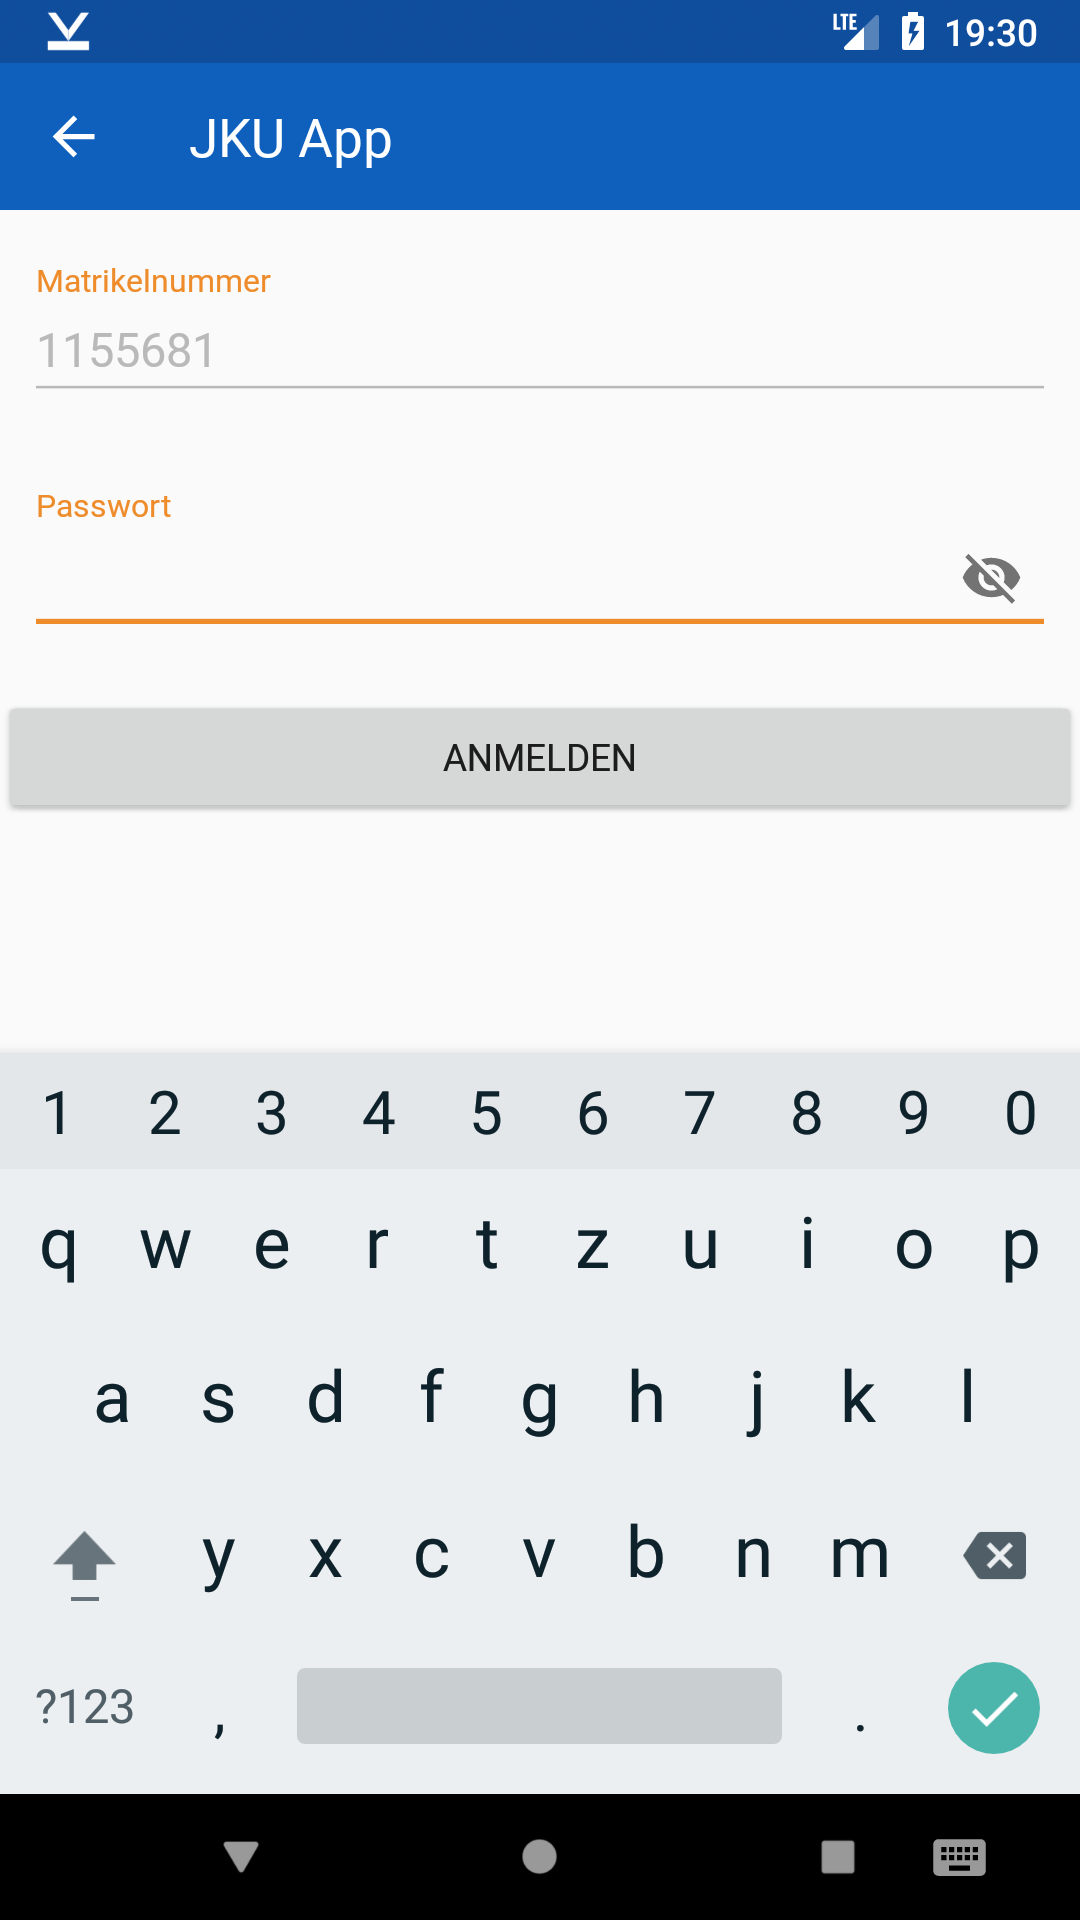 LTE 19:30
JKU App
Matrikelnummer
1155681
Passwort
ANMELDEN
1 2 3 4 5 6 7 8 9 0
q w e r t z u i o p
a s d f g h j k l
y x c v b n m
?123 , .